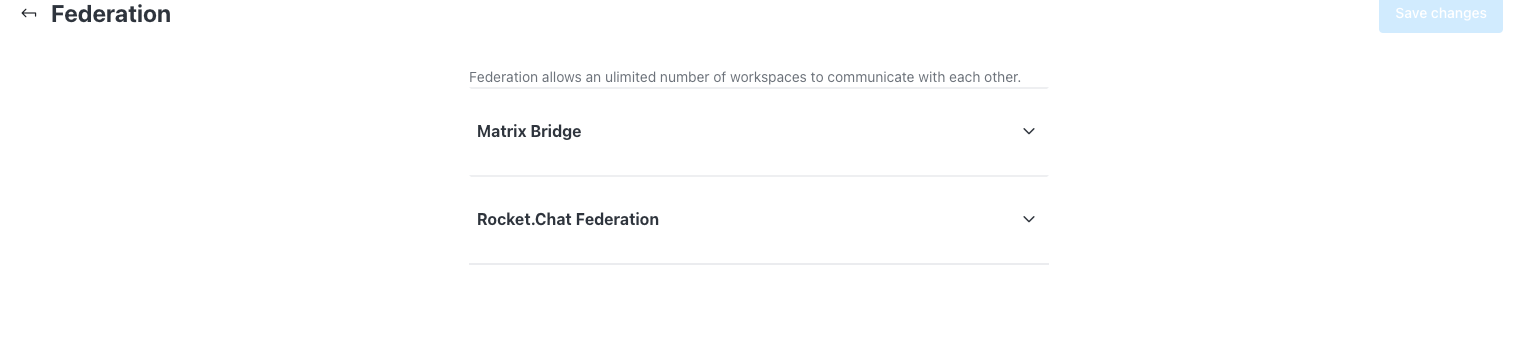 Federation
Save changes
Federation allows an ulimited number of workspaces to communicate with each other.
Matrix Bridge
Rocket.Chat Federation